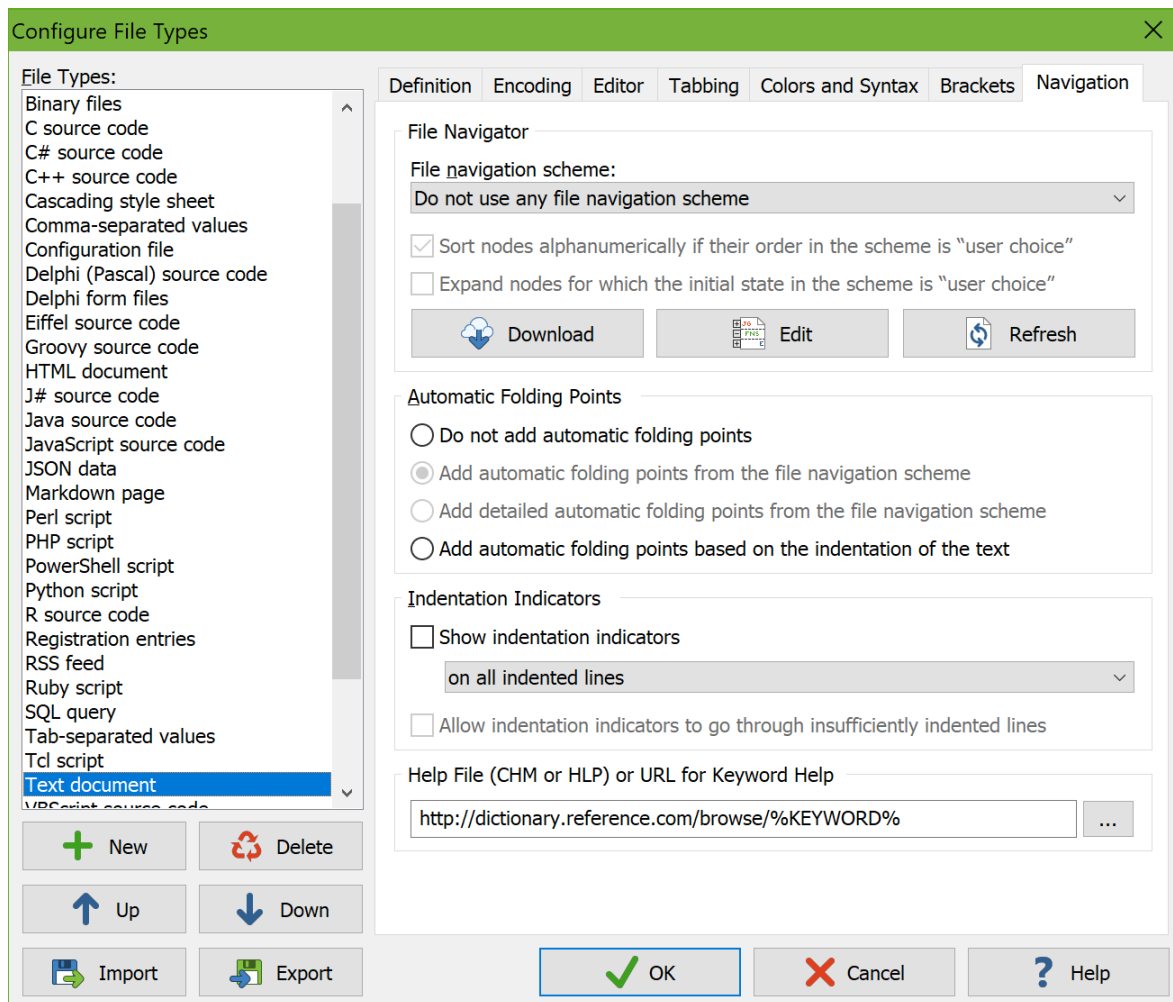 Configure File Types
File Types:
Binary files
C source code
C# source code
C++ source code
Cascading style sheet
Comma-separated values
Configuration file
Delphi (Pascal) source code
Delphi form files
Eiffel source code
Groovy source code
HTML document
J# source code
Java source code
JavaScript source code
JSON data
Markdown page
Perl script
PHP script
PowerShell script
Python script
R source code
Registration entries
RSS feed
Ruby script
SQL query
Tab-separated values
Tcl script
Text document
VBScript source code
New
Delete
Up
Down
Import
Export
Definition
Encoding
Editor
Tabbing
Colors and Syntax
Brackets
Navigation
File Navigator
File navigation scheme:
Do not use any file navigation scheme
Sort nodes alphanumerically if their order in the scheme is “user choice”
Expand nodes for which the initial state in the scheme is “user choice”
Download
Edit
Refresh
Automatic Folding Points
Do not add automatic folding points
Add automatic folding points from the file navigation scheme
Add detailed automatic folding points from the file navigation scheme
Add automatic folding points based on the indentation of the text
Indentation Indicators
Show indentation indicators
on all indented lines
Allow indentation indicators to go through insufficiently indented lines
Help File (CHM or HLP) or URL for Keyword Help
http://dictionary.reference.com/browse/%KEYWORD%
...
OK
Cancel
Help